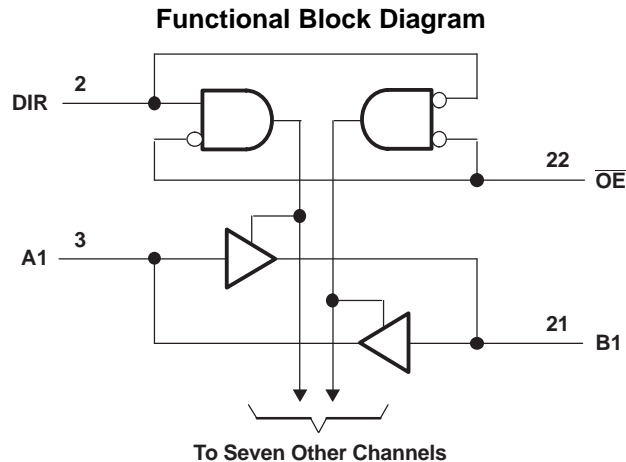 Functional Block Diagram
DIR
2
22
OE
A1
3
21
B1
To Seven Other Channels